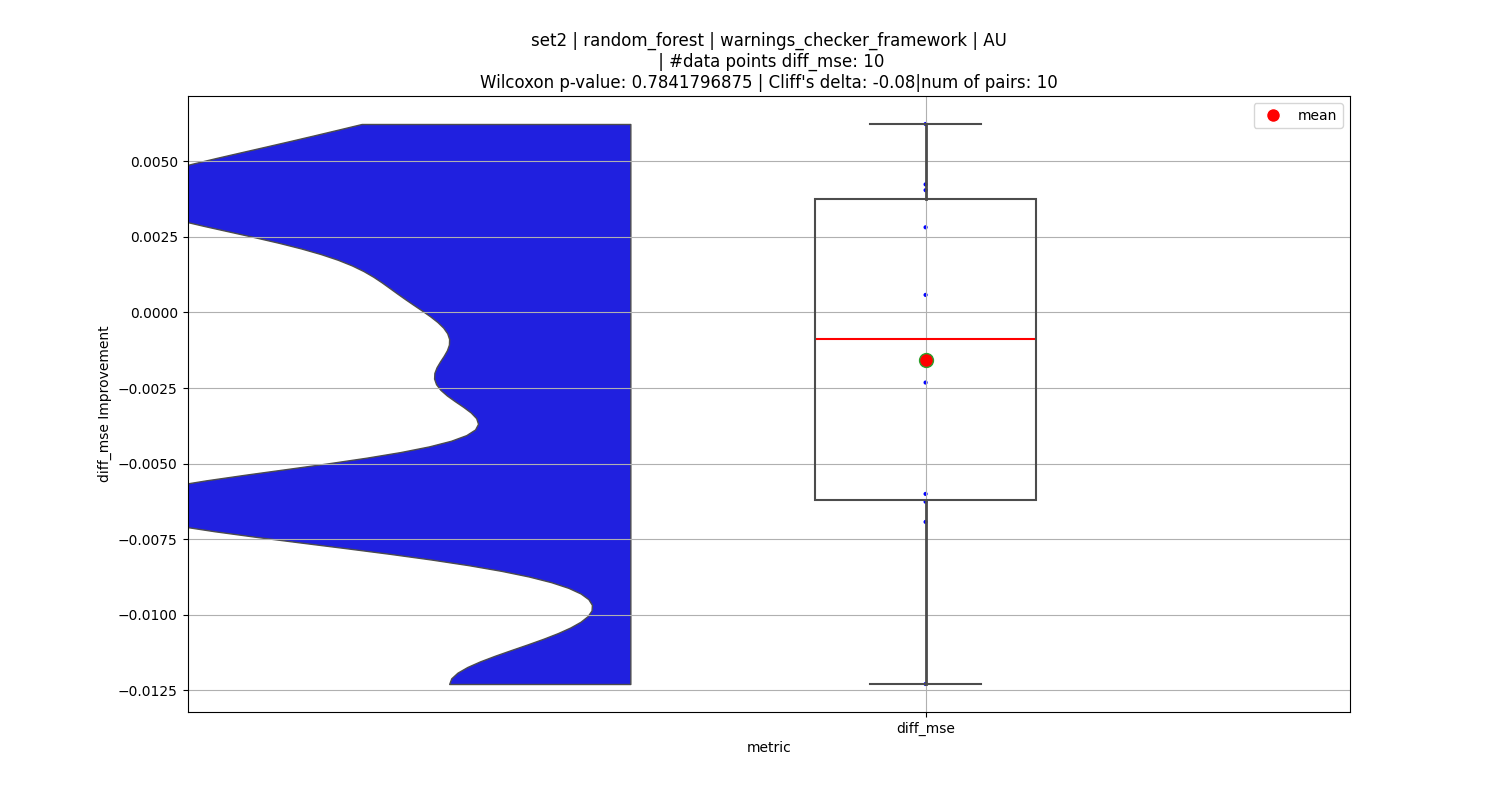 set2 | random_forest | warnings_checker_framework | AU
| #data points diff_mse: 10
Wilcoxon p-value: 0.7841796875 | Cliff's delta: -0.08|num of pairs: 10
mean
0.0050
0.0025
0.0000
−0.0025
−0.0050
−0.0075
−0.0100
−0.0125
diff_mse Improvement
diff_mse
metric